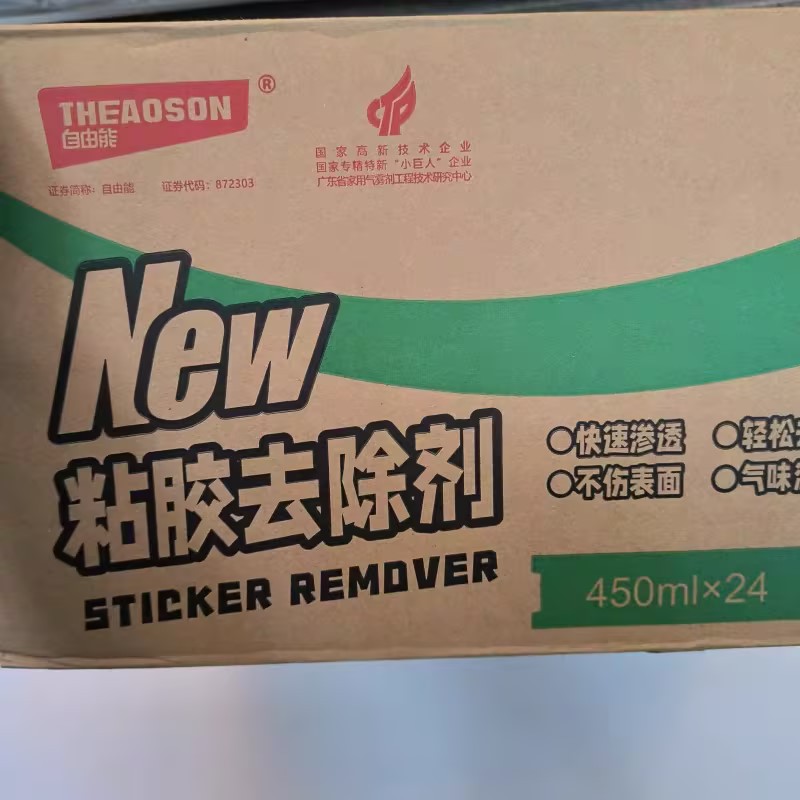 THEAOSON ®
自由能
证券简称：自由能 证券代码：872303
国家高新技术企业
国家专精特新“小巨人”企业
广东省家用气雾剂工程技术研究中心
New
粘胶去除剂
STICKER REMOVER
●快速渗透 ●轻松
●不伤表面 ●气味
450ml×24